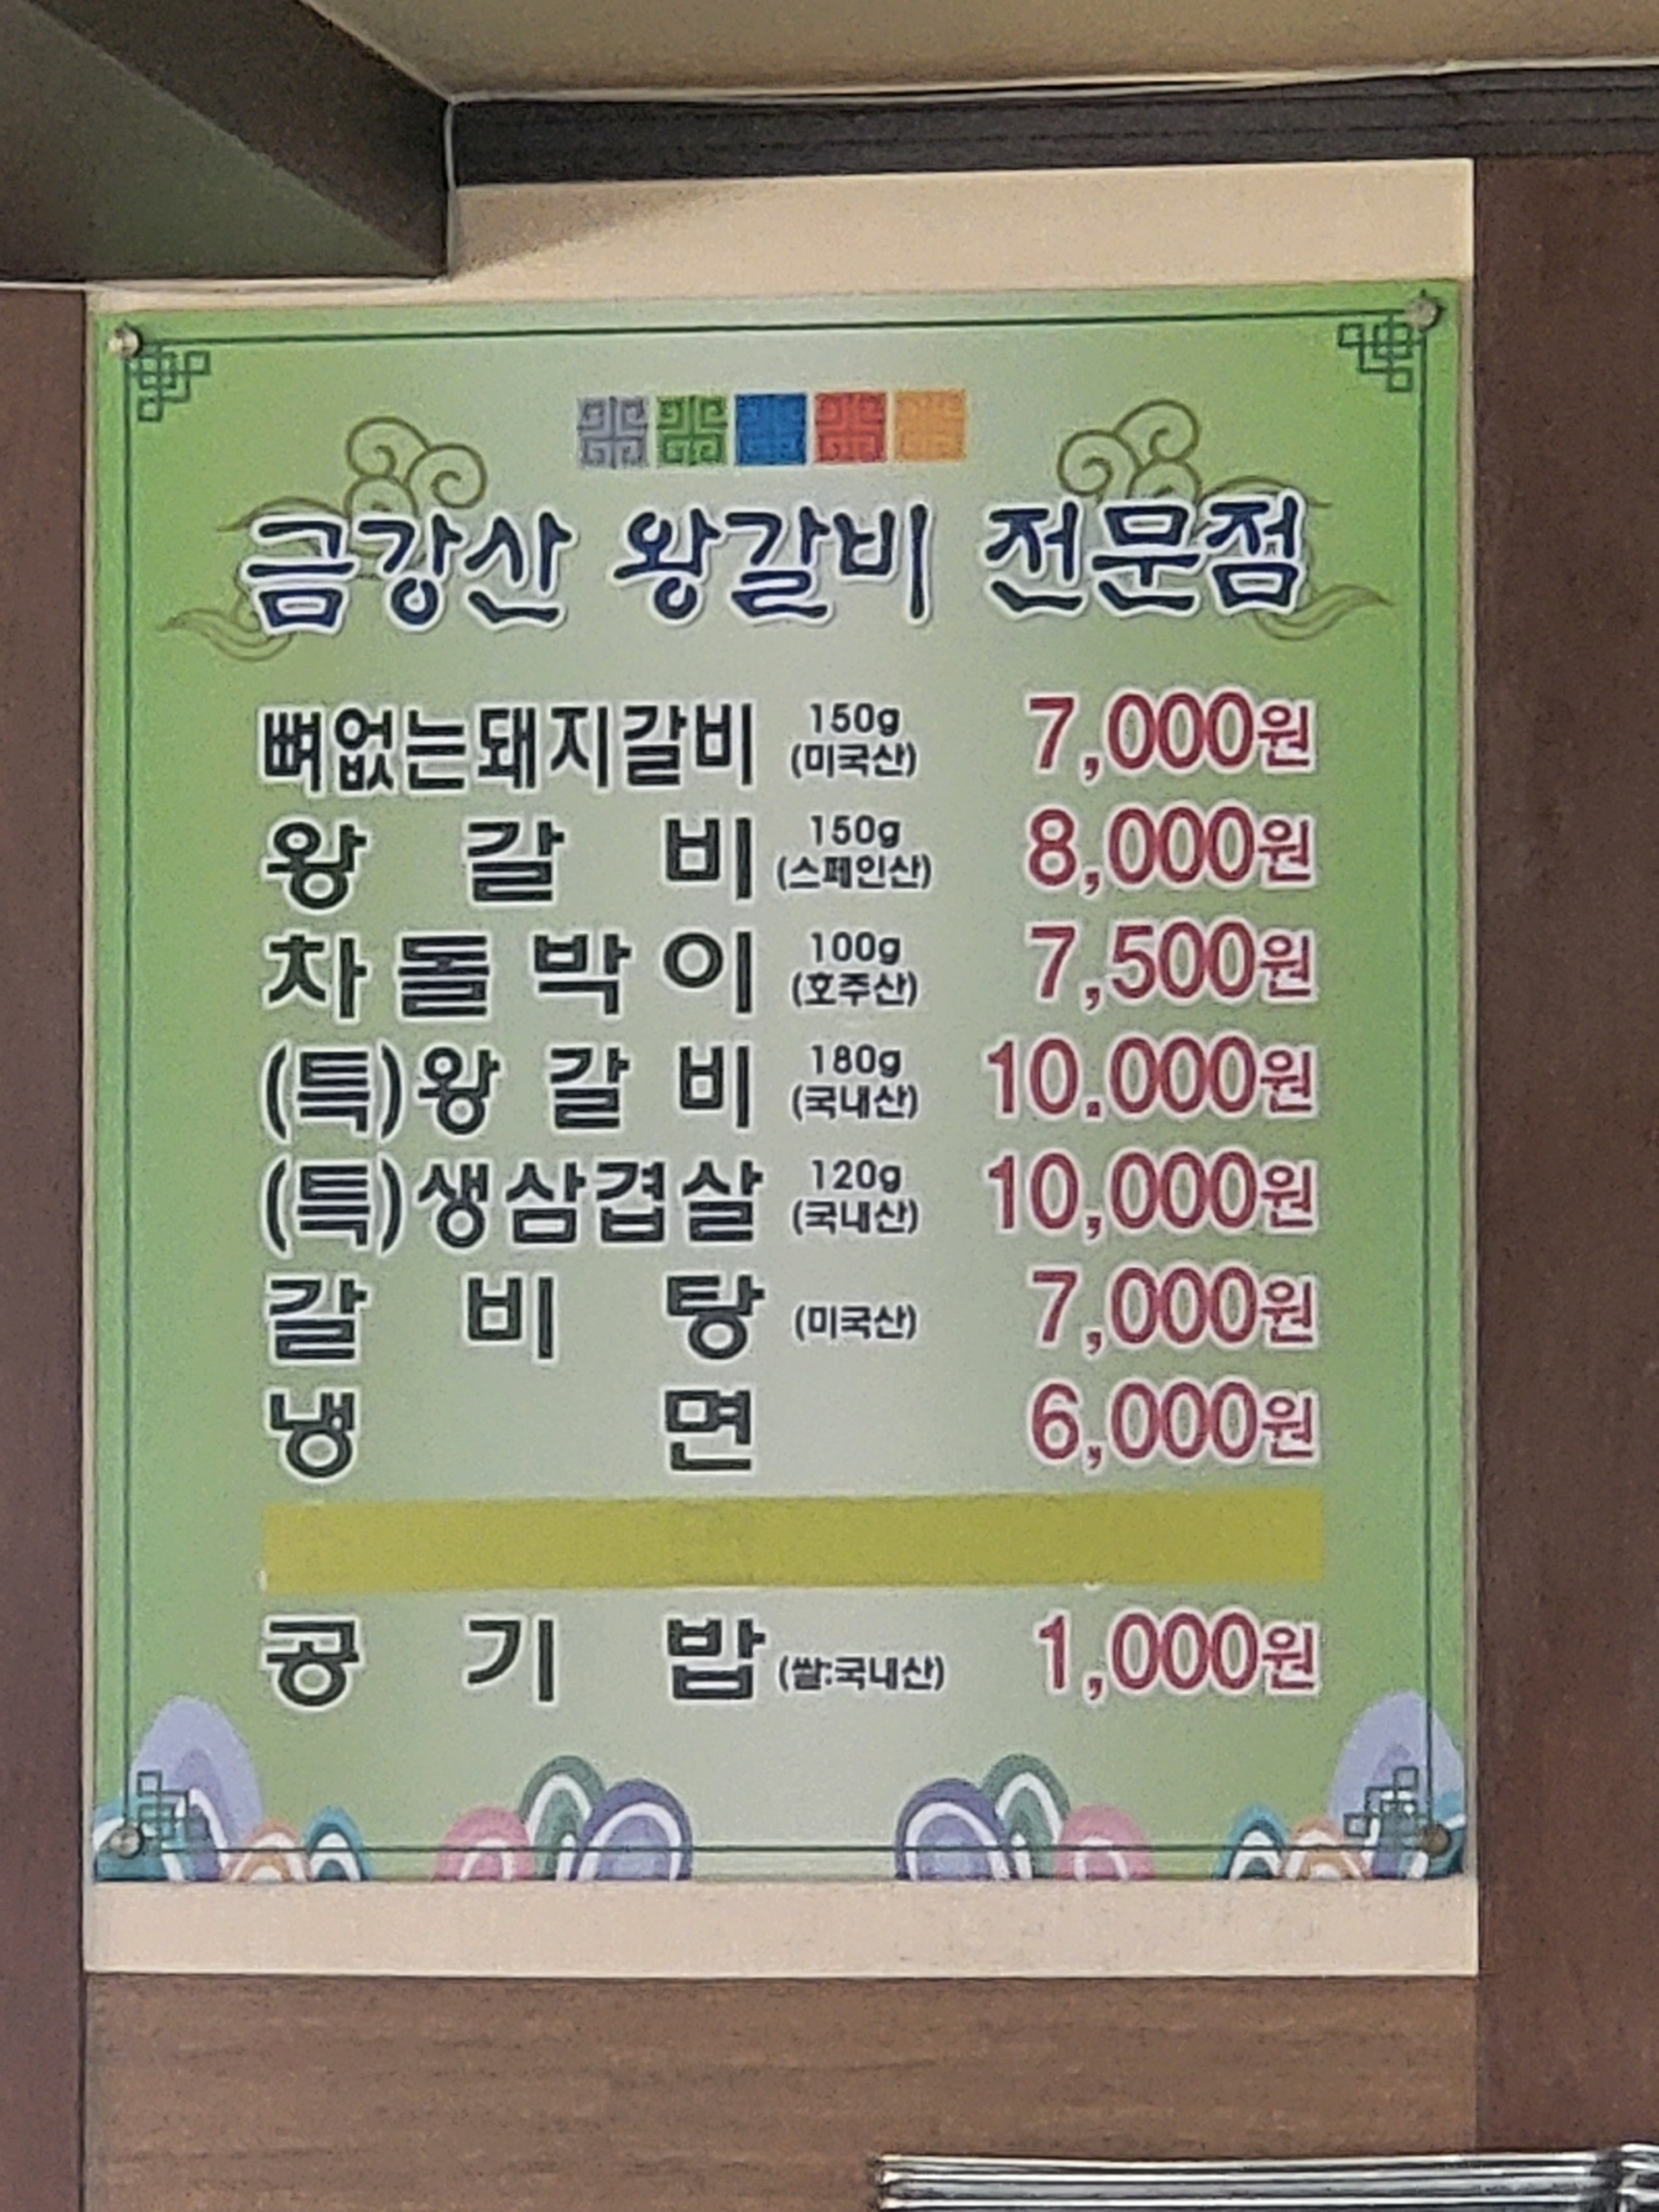 금강산 왕갈비 전문점
뼈없는돼지갈비 150g (미국산) 7,000원
왕갈비 150g (스페인산) 8,000원
차돌박이 100g (호주산) 7,500원
(특)왕갈비 180g (국내산) 10.000원
(특)생삼겹살 120g (국내산) 10,000원
갈비탕 (미국산) 7,000원
냉면 6,000원
공기밥 (쌀:국내산) 1,000원